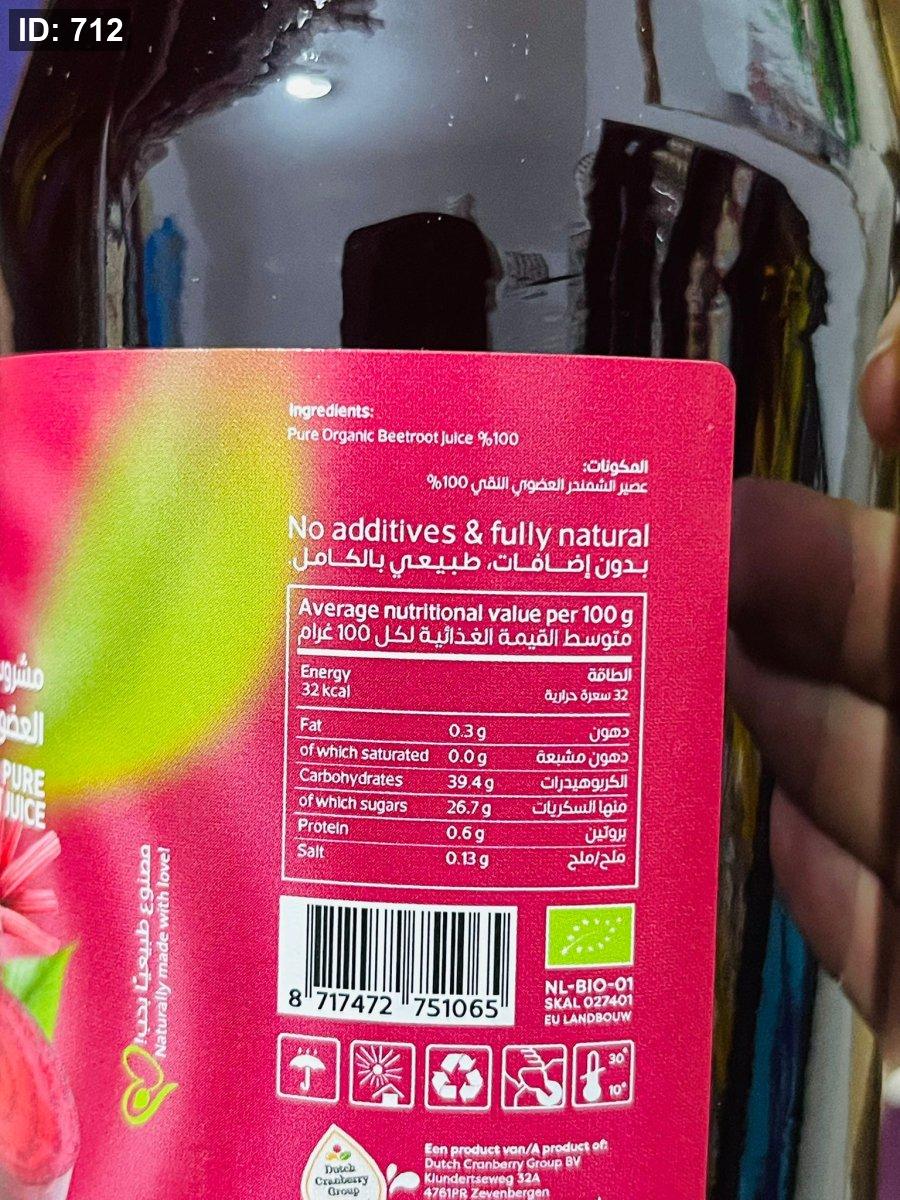 ID: 712
Ingredients:
Pure Organic Beetroot Juice %100
المكونات:
عصير الشمندر العضوي النقي 100%
No additives & fully natural
بدون إضافات، طبيعي بالكامل.
Average nutritional value per 100 g
متوسط القيمة الغذائية لكل 100 غرام
Energy الطاقة
32 kcal 32 سعرة حرارية
Fat 0.3 g دهون
of which saturated 0.0 g دهون مشبعة
Carbohydrates 39.4 g الكربوهيدرات
of which sugars 26.7 g منها السكريات
Protein 0.6 g بروتين
Salt 0.13 g ملح/ملح
PURE
JUICE
مصنوع طبيعيًا بحب!
Naturally made with love!
8 717472 751065
NL-BIO-01
SKAL 027401
EU LANDBOUW
30°
10°
Dutch
Cranberry
Group
Een product van/A product of:
Dutch Cranberry Group BV
Klundertseweg 32A
4761PR Zevenbergen